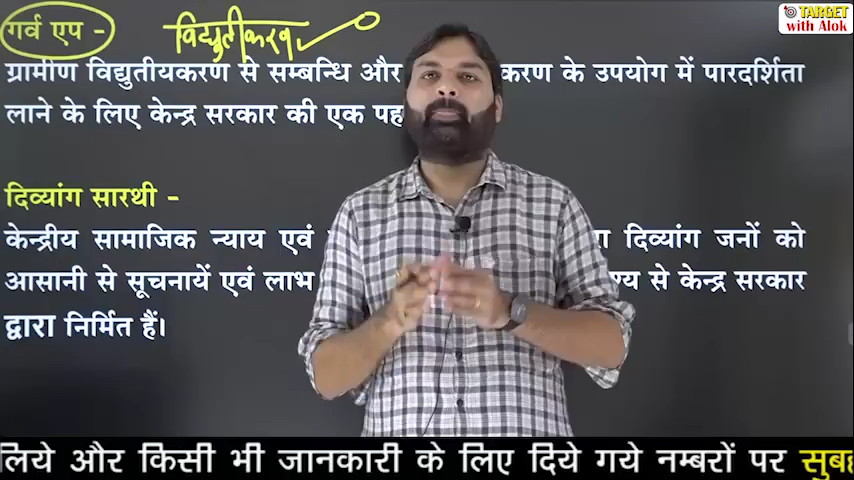 गर्व एप -
विद्युतीकरण
TARGET
with Alok
ग्रामीण विद्युतीयकरण से सम्बन्धि और करण के उपयोग में पारदर्शिता
लाने के लिए केन्द्र सरकार की एक पह
दिव्यांग सारथी -
केन्द्रीय सामाजिक न्याय एवं दिव्यांग जनों को
आसानी से सूचनायें एवं लाभ से केन्द्र सरकार
द्वारा निर्मित हैं।
लिये और किसी भी जानकारी के लिए दिये गये नम्बरों पर सुबह